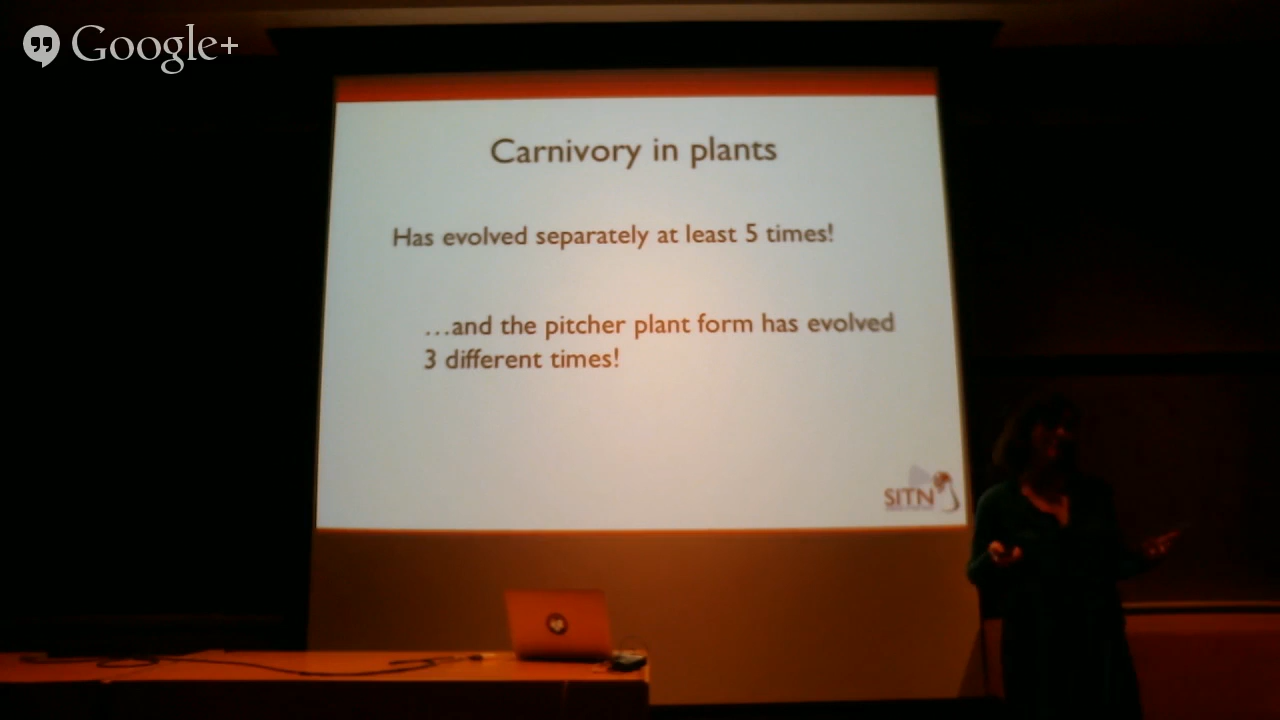 Google+
Carnivory in plants
Has evolved separately at least 5 times!
…and the pitcher plant form has evolved
3 different times!
SITN